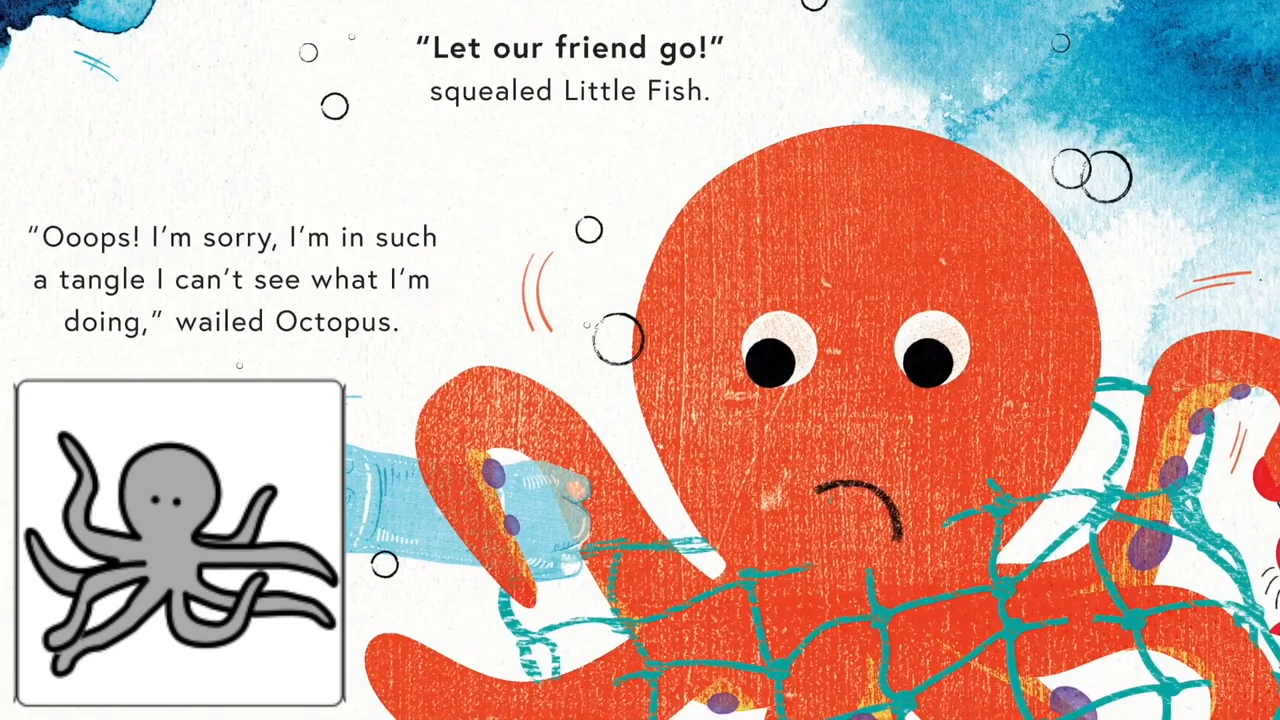 “Let our friend go!”
squealed Little Fish.
“Ooops! I’m sorry, I’m in such
a tangle I can’t see what I’m
doing,” wailed Octopus.